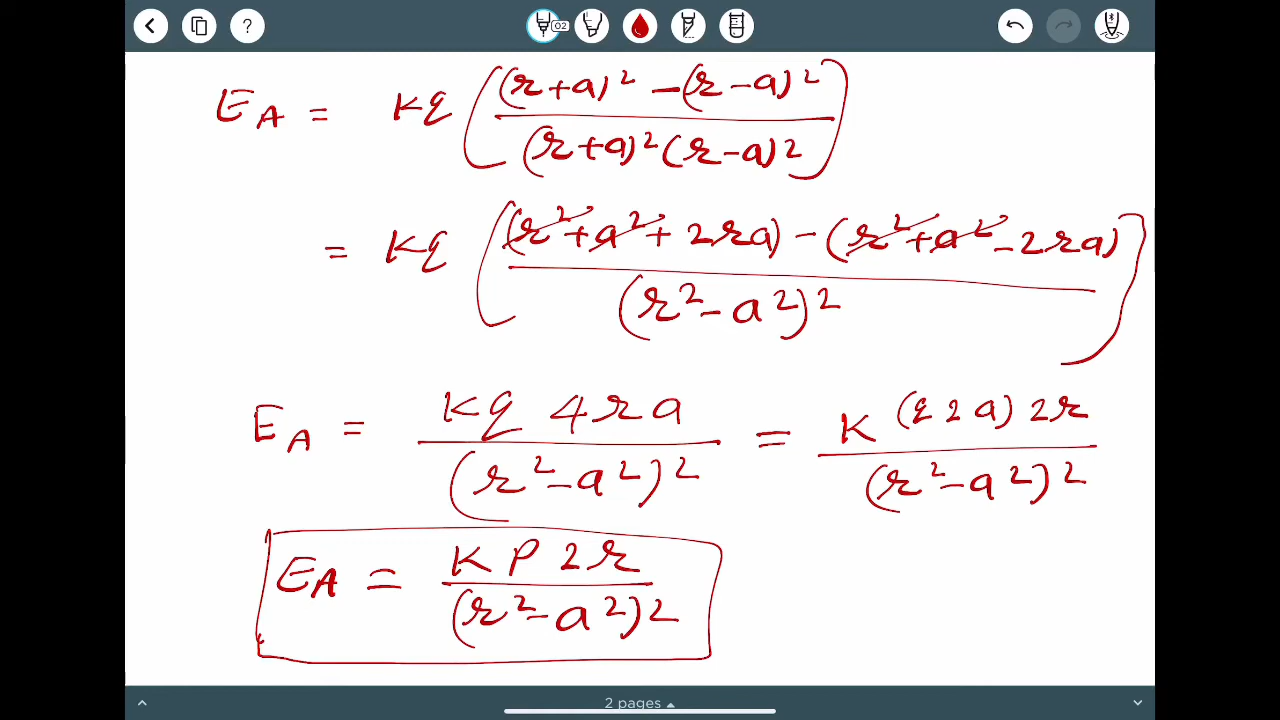 E_A = Kq ( (r+a)² - (r-a)² / (r+a)² (r-a)² )
= Kq ( (r²+a²+2ra) - (r²+a²-2ra) / (r²-a²)² )
E_A = Kq 4ra / (r²-a²)² = K (q 2a) 2r / (r²-a²)²
E_A = K P 2r / (r²-a²)²
2 pages